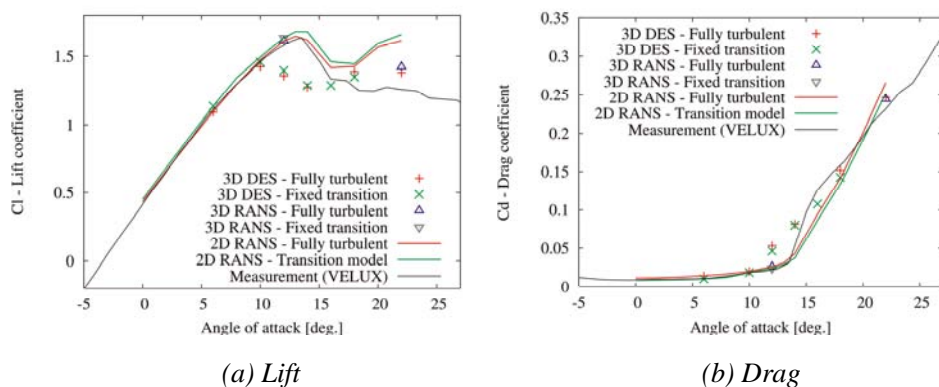 Cl - Lift coefficient
1.5
1
0.5
0
-5
0
5
10
15
20
25
Angle of attack [deg.]
3D DES - Fully turbulent
3D DES - Fixed transition
3D RANS - Fully turbulent
3D RANS - Fixed transition
2D RANS - Fully turbulent
2D RANS - Transition model
Measurement (VELUX)
(a) Lift
Cd - Drag coefficient
0.35
0.3
0.25
0.2
0.15
0.1
0.05
0
-5
0
5
10
15
20
25
Angle of attack [deg.]
3D DES - Fully turbulent
3D DES - Fixed transition
3D RANS - Fully turbulent
3D RANS - Fixed transition
2D RANS - Fully turbulent
2D RANS - Transition model
Measurement (VELUX)
(b) Drag